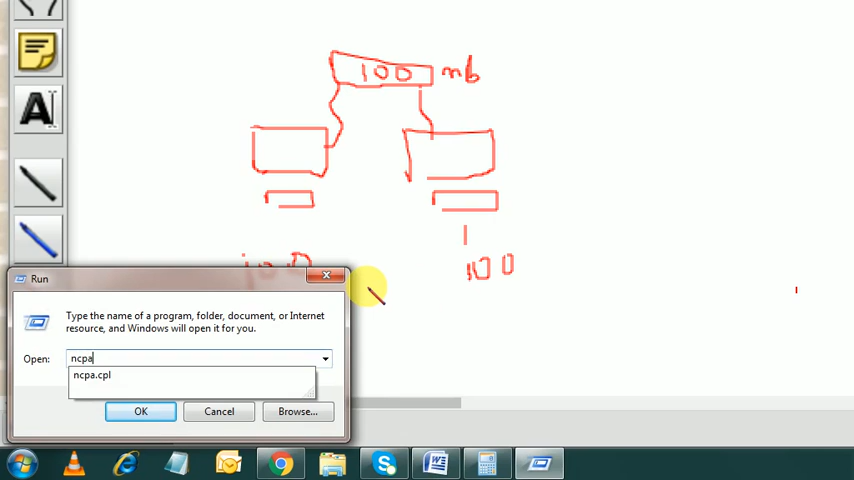 100 mb
A
100 100
Run
Type the name of a program, folder, document, or Internet
resource, and Windows will open it for you.
Open: ncpa
ncpa.cpl
OK Cancel Browse...